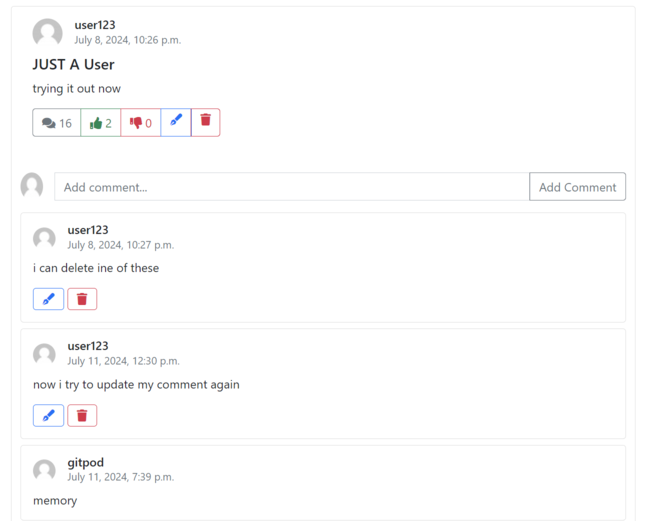 user123
July 8, 2024, 10:26 p.m.
JUST A User
trying it out now
16 2 0
Add comment... Add Comment
user123
July 8, 2024, 10:27 p.m.
i can delete ine of these
user123
July 11, 2024, 12:30 p.m.
now i try to update my comment again
gitpod
July 11, 2024, 7:39 p.m.
memory